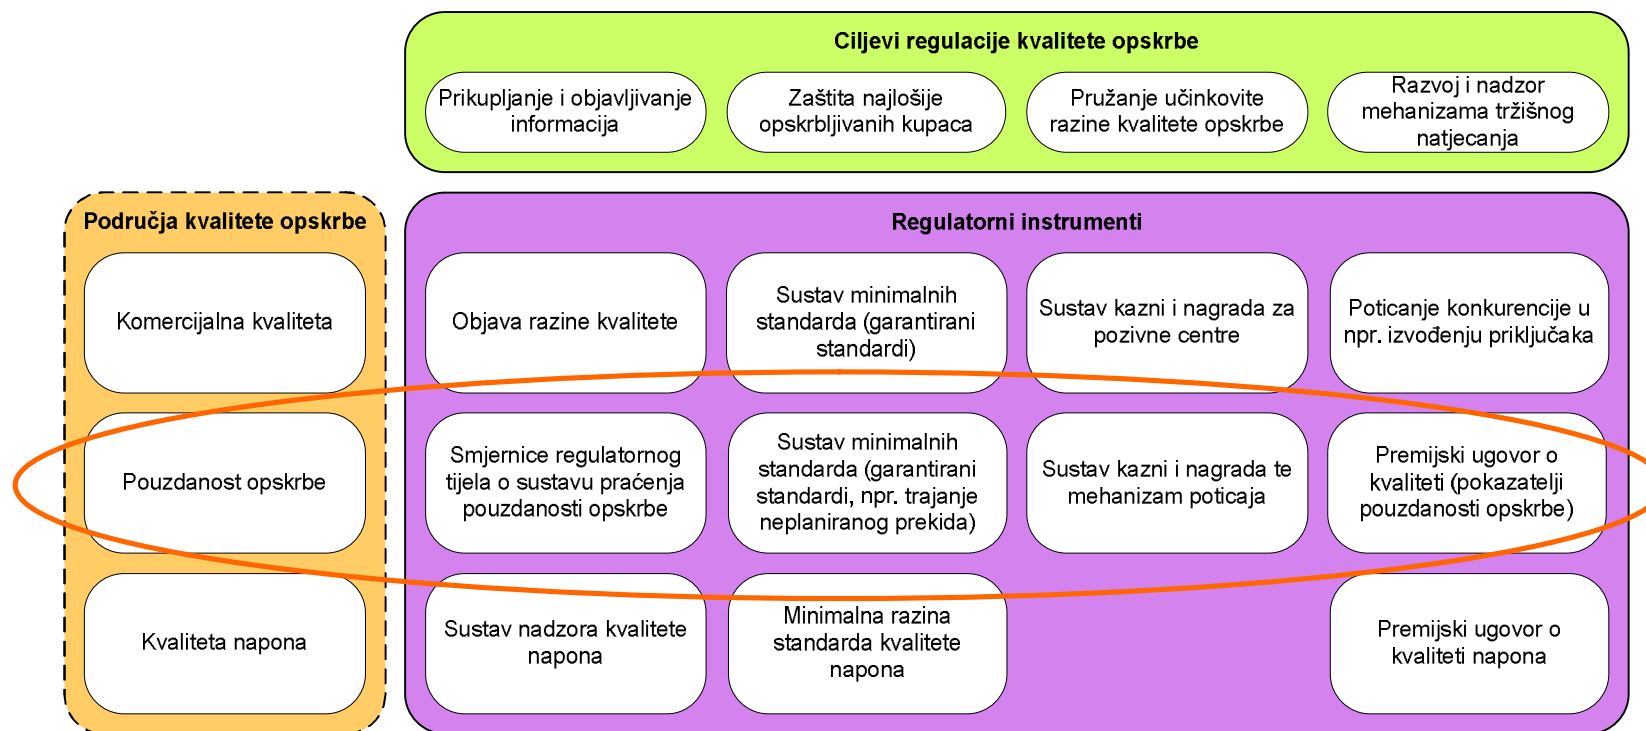 Ciljevi regulacije kvalitete opskrbe
Prikupljanje i objavljivanje
informacija
Zaštita najlošije
opskrbljivanih kupaca
Pružanje učinkovite
razine kvalitete opskrbe
Razvoj i nadzor
mehanizama tržišnog
natjecanja
Područja kvalitete opskrbe
Regulatorni instrumenti
Komercijalna kvaliteta
Objava razine kvalitete
Sustav minimalnih
standarda (garantirani
standardi)
Sustav kazni i nagrada za
pozivne centre
Poticanje konkurencije u
npr. izvođenju priključaka
Pouzdanost opskrbe
Smjernice regulatornog
tijela o sustavu praćenja
pouzdanosti opskrbe
Sustav minimalnih
standarda (garantirani
standardi, npr. trajanje
neplaniranog prekida)
Sustav kazni i nagrada te
mehanizam poticaja
Premijski ugovor o
kvaliteti (pokazatelji
pouzdanosti opskrbe)
Kvaliteta napona
Sustav nadzora kvalitete
napona
Minimalna razina
standarda kvalitete
napona
Premijski ugovor o
kvaliteti napona